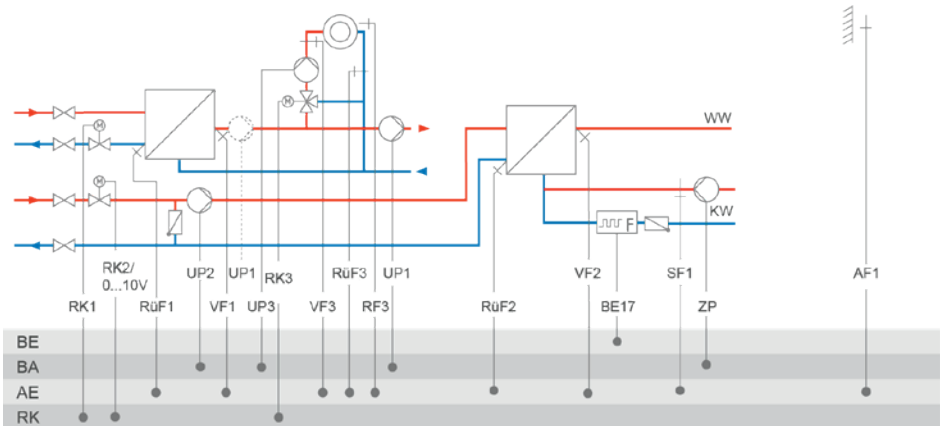 M
M
M
F
WW
KW
RK2/
0...10V
UP2
UP1
RK3
RüF3
UP1
VF2
SF1
AF1
RK1
RüF1
VF1
UP3
VF3
RF3
RüF2
BE17
ZP
BE
BA
AE
RK